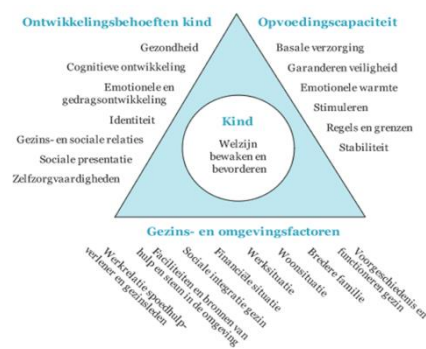 Ontwikkelingsbehoeften kind
Opvoedingscapaciteit
Gezondheid
Cognitieve ontwikkeling
Emotionele en
gedragsontwikkeling
Identiteit
Gezins- en sociale relaties
Sociale presentatie
Zelfzorgvaardigheden
Basale verzorging
Garanderen veiligheid
Emotionele warmte
Stimuleren
Regels en grenzen
Stabiliteit
Kind
Welzijn
bewaken en
bevorderen
Gezins- en omgevingsfactoren
Werkrelatie spoedhulp-
verlener en gezinsleden
Faciliteiten en bronnen van
hulp en steun in de omgeving
Sociale integratie gezin
Financiële situatie
Werksituatie
Woonsituatie
Bredere familie
Voorgeschiedenis en
functioneren gezin